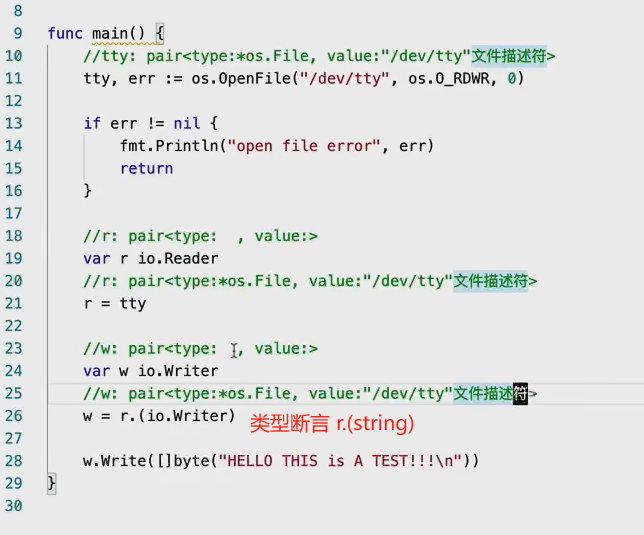 8
9 func main() {
10 //tty: pair<type:*os.File, value:"/dev/tty"文件描述符>
11 tty, err := os.OpenFile("/dev/tty", os.O_RDWR, 0)
12
13 if err != nil {
14 fmt.Println("open file error", err)
15 return
16 }
17
18 //r: pair<type:  , value:>
19 var r io.Reader
20 //r: pair<type:*os.File, value:"/dev/tty"文件描述符>
21 r = tty
22
23 //w: pair<type:  , value:>
24 var w io.Writer
25 //w: pair<type:*os.File, value:"/dev/tty"文件描述符>
26 w = r.(io.Writer) 类型断言 r.(string)
27
28 w.Write([]byte("HELLO THIS is A TEST!!!\n"))
29 }
30